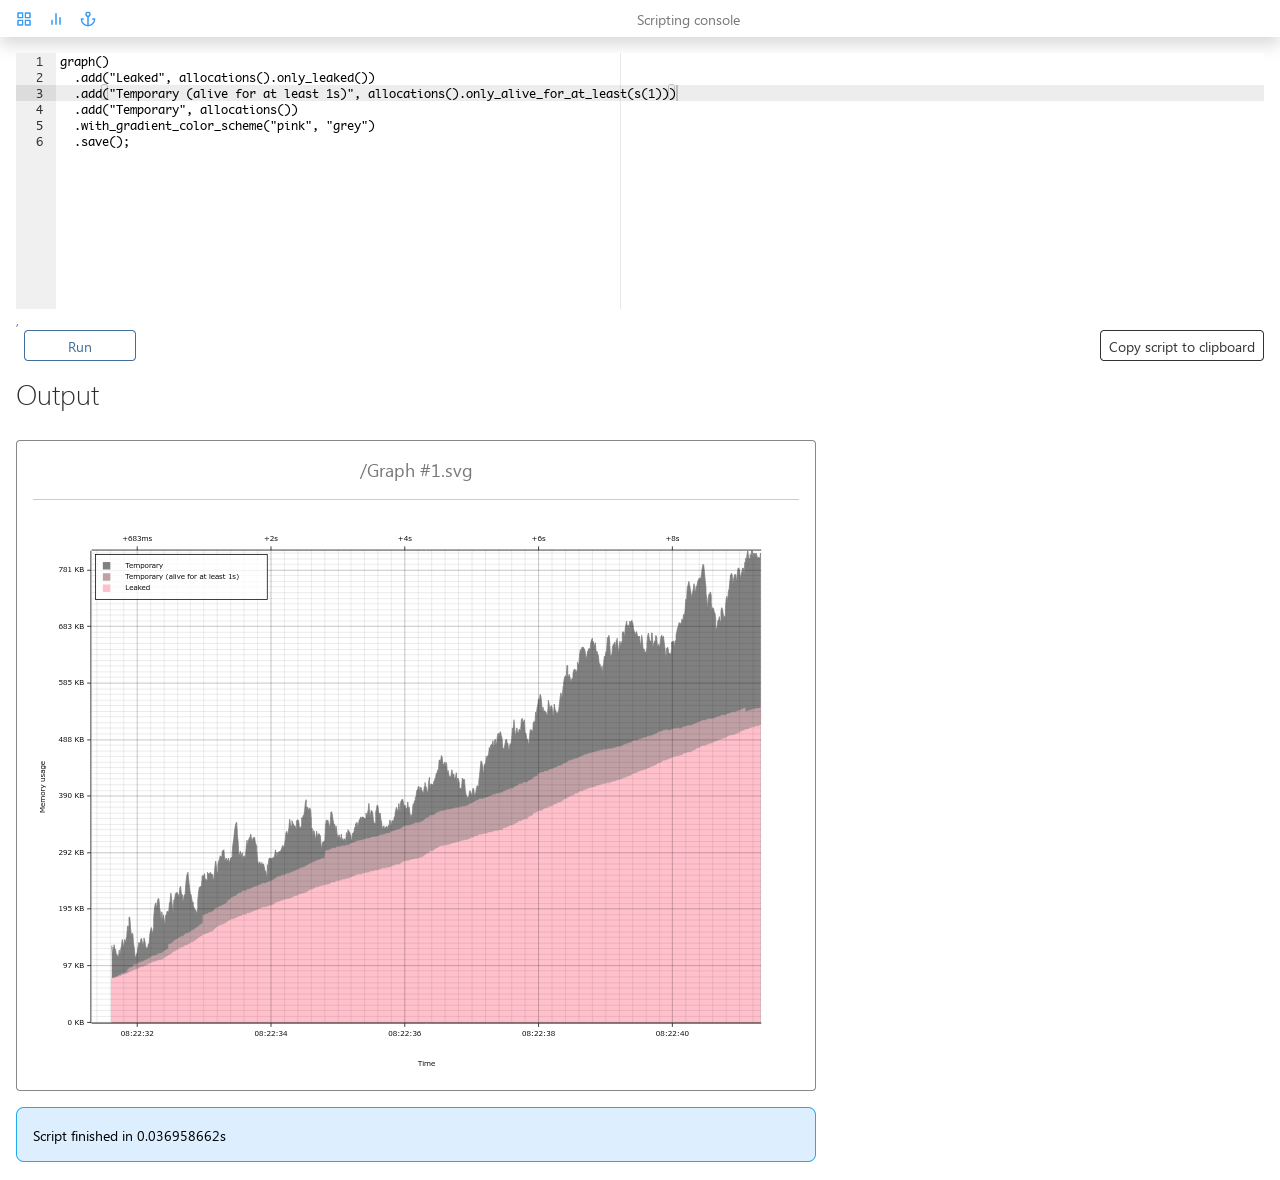 Scripting console
1 graph()
2   .add("Leaked", allocations().only_leaked())
3   .add("Temporary (alive for at least 1s)", allocations().only_alive_for_at_least(s(1)))
4   .add("Temporary", allocations())
5   .with_gradient_color_scheme("pink", "grey")
6   .save();
Run
Copy script to clipboard
Output
/Graph #1.svg
+683ms +2s +4s +6s +8s
Temporary
Temporary (alive for at least 1s)
Leaked
781 KB
683 KB
585 KB
488 KB
390 KB
292 KB
195 KB
97 KB
0 KB
Memory usage
08:22:32 08:22:34 08:22:36 08:22:38 08:22:40
Time
Script finished in 0.036958662s